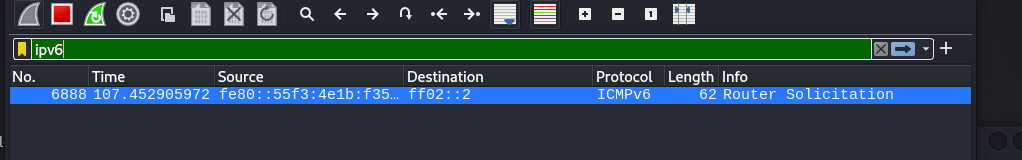 ipv6
No. Time Source Destination Protocol Length Info
6888 107.452905972 fe80::55f3:4e1b:f35… ff02::2 ICMPv6 62 Router Solicitation